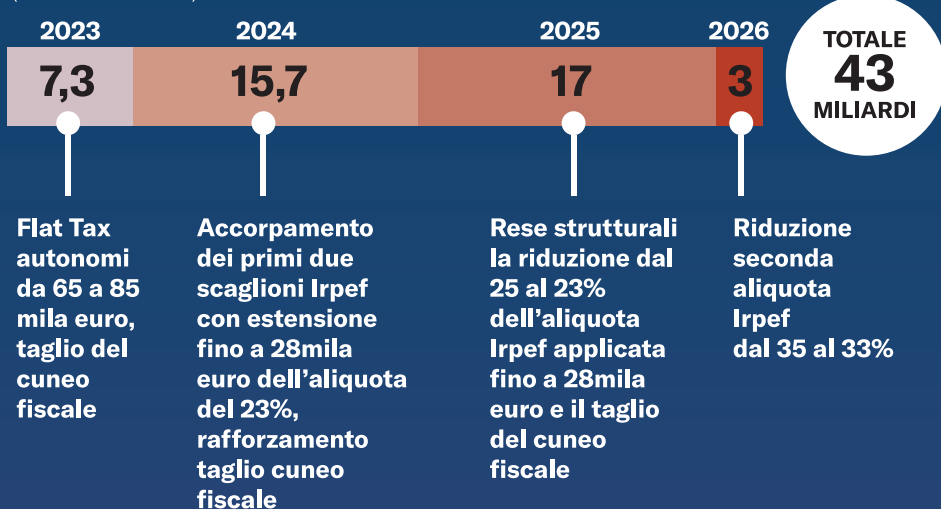 2023
2024
2025
2026
7,3
15,7
17
3
TOTALE
43
MILIARDI
Flat Tax
autonomi
da 65 a 85
mila euro,
taglio del
cuneo
fiscale
Accorpamento
dei primi due
scaglioni Irpef
con estensione
fino a 28mila
euro dell'aliquota
del 23%,
rafforzamento
taglio cuneo
fiscale
Rese strutturali
la riduzione dal
25 al 23%
dell'aliquota
Irpef applicata
fino a 28mila
euro e il taglio
del cuneo
fiscale
Riduzione
seconda
aliquota
Irpef
dal 35 al 33%